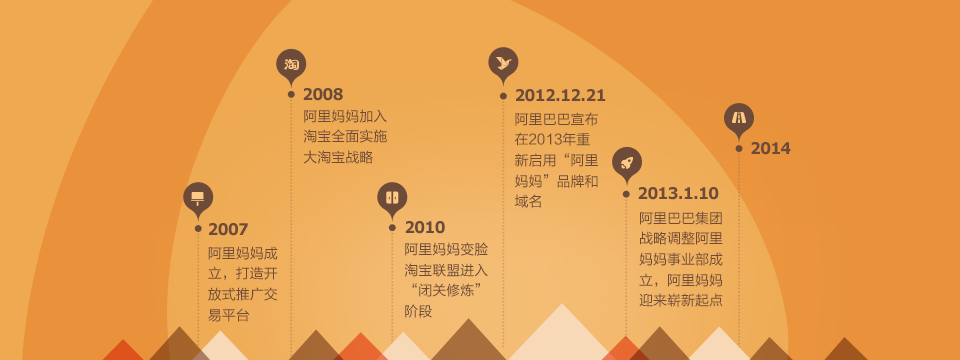 2007
阿里妈妈成
立，打造开
放式推广交
易平台
淘
2008
阿里妈妈加入
淘宝全面实施
大淘宝战略
2010
阿里妈妈变脸
淘宝联盟进入
“闭关修炼”
阶段
2012.12.21
阿里巴巴宣布
在2013年重
新启用“阿里
妈妈”品牌和
域名
2013.1.10
阿里巴巴集团
战略调整阿里
妈妈事业部成
立，阿里妈妈
迎来崭新起点
2014